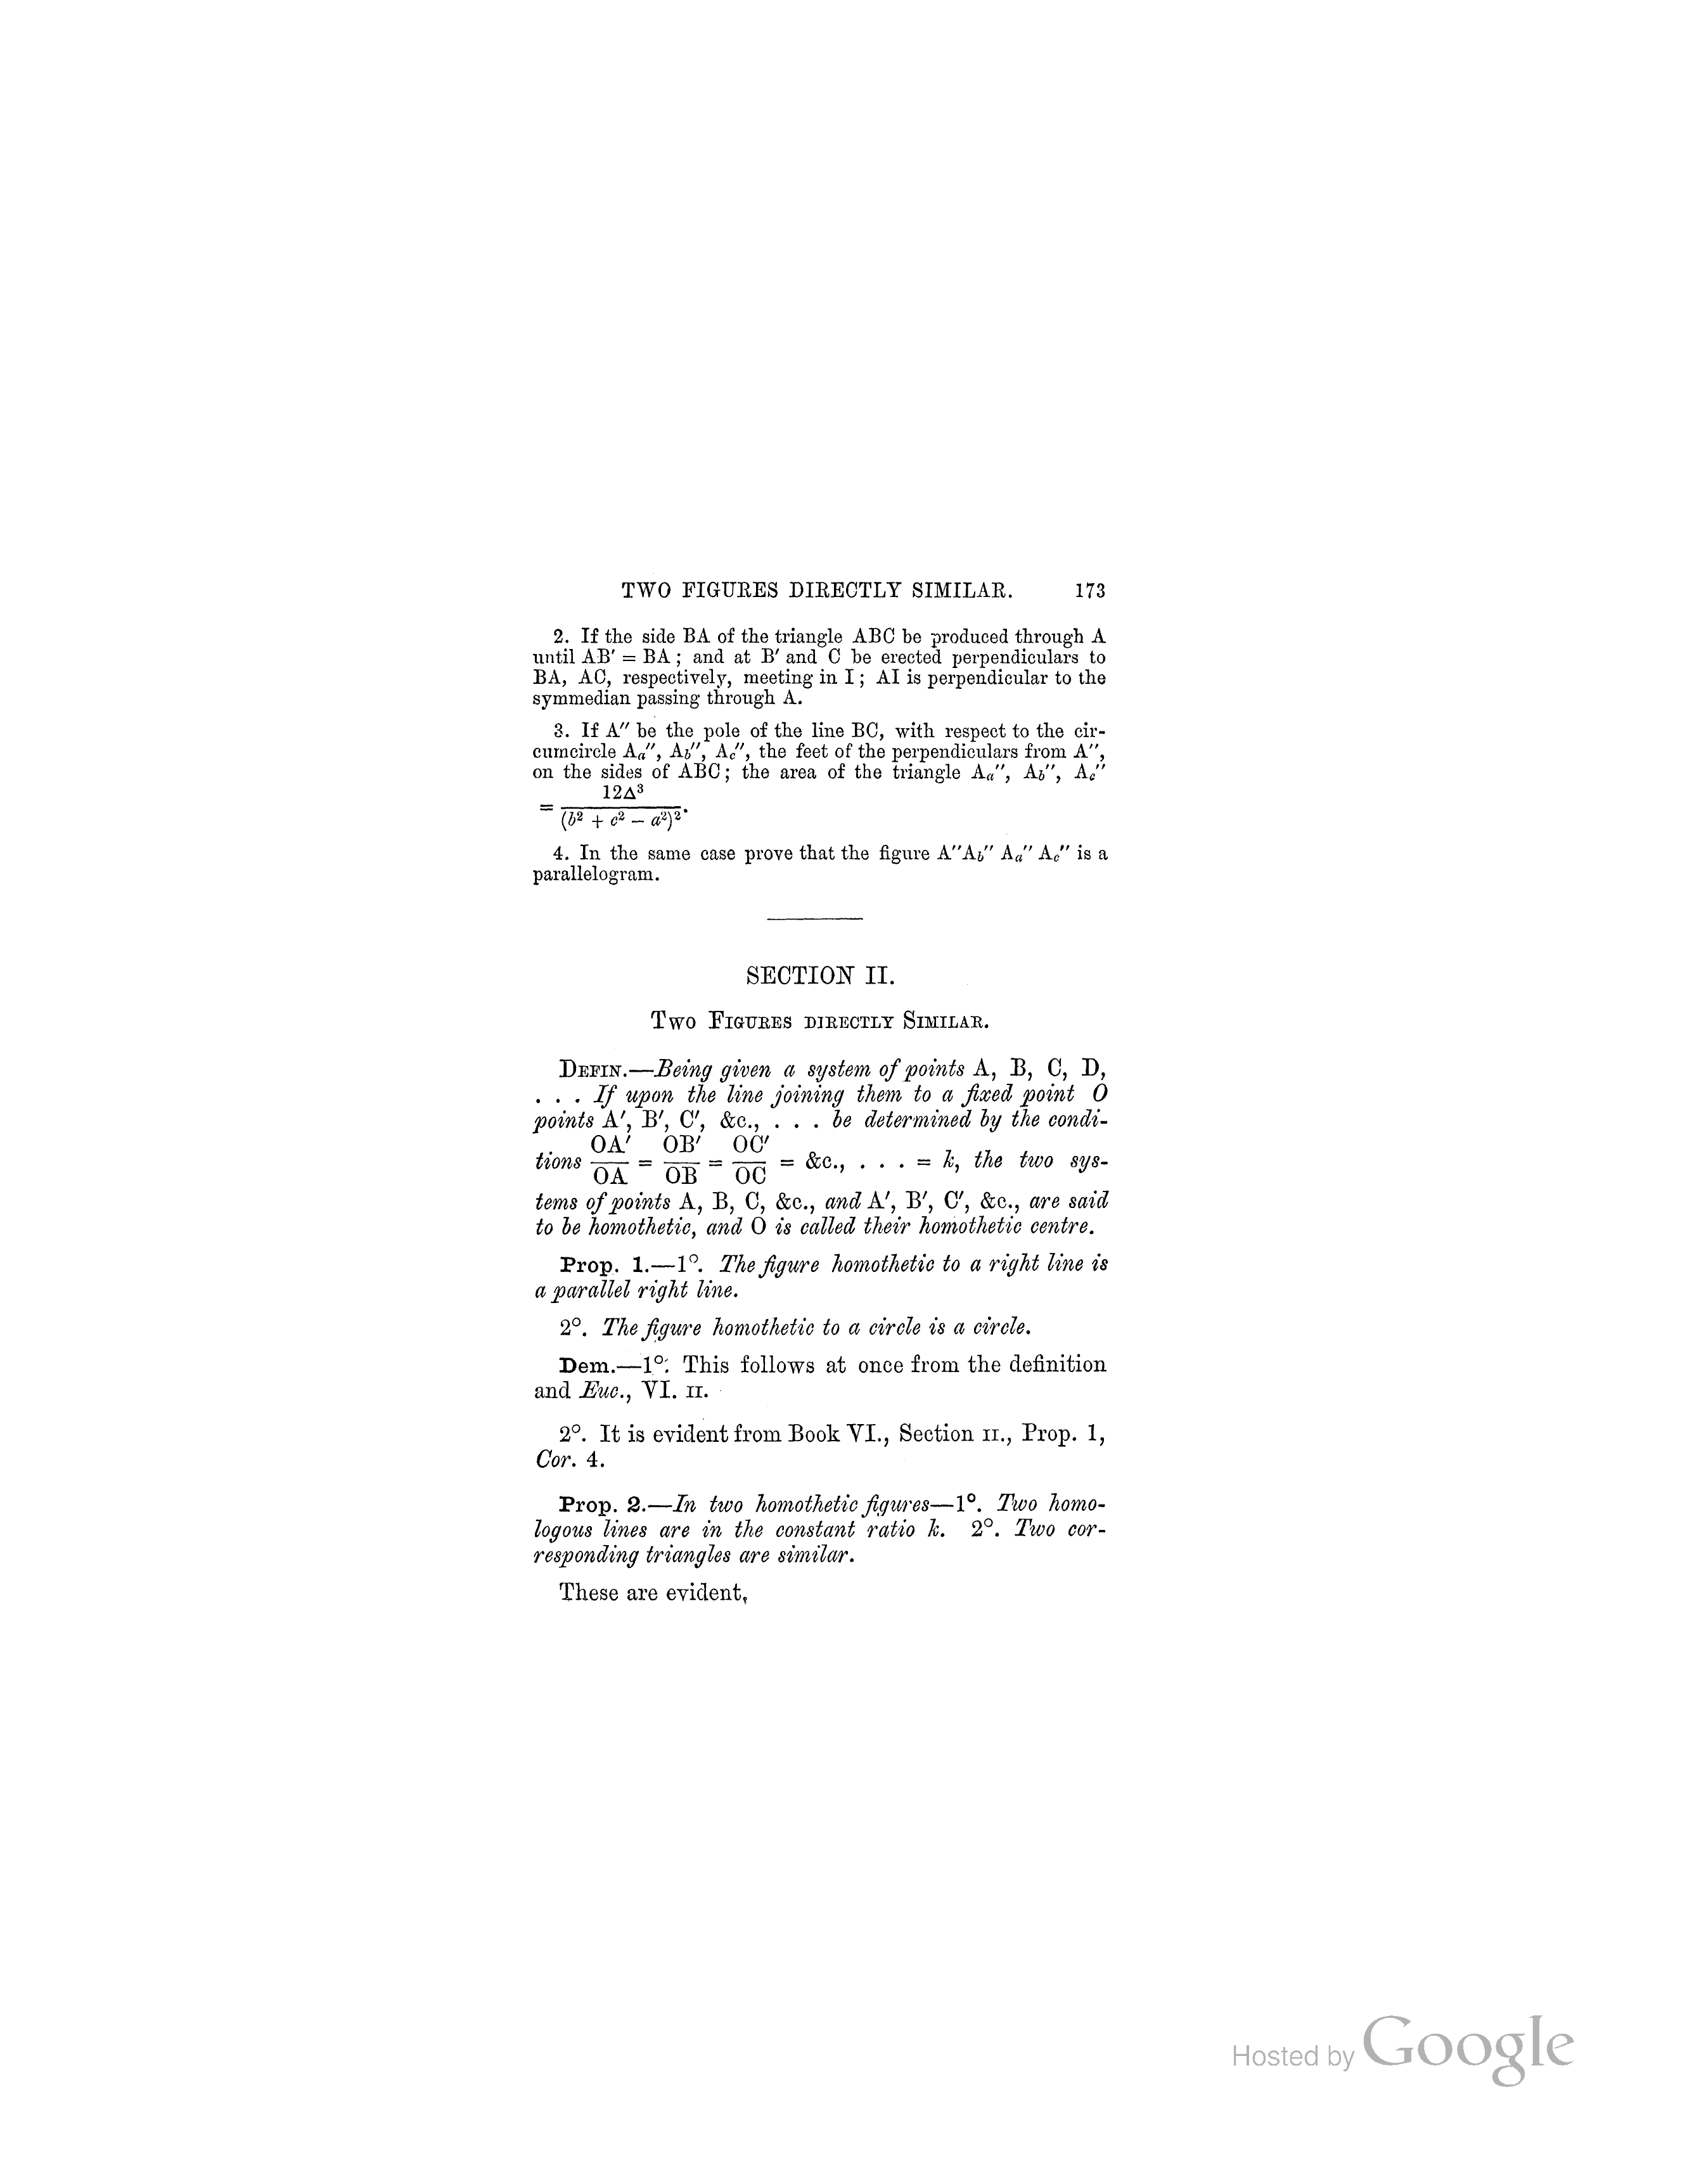 TWO FIGURES DIRECTLY SIMILAR. 173
2. If the side BA of the triangle ABC be produced through A
until AB′ = BA ; and at B′ and C be erected perpendiculars to
BA, AC, respectively, meeting in I ; AI is perpendicular to the
symmedian passing through A.
3. If A″ be the pole of the line BC, with respect to the cir-
cumcircle Aₐ″, A_b″, A_c″, the feet of the perpendiculars from A″,
on the sides of ABC ; the area of the triangle Aₐ″, A_b″, A_c″
= 12Δ³ / (b² + c² − a²)².
4. In the same case prove that the figure A″A_b″ Aₐ″ A_c″ is a
parallelogram.
SECTION II.
Two Figures directly Similar.
Defin.—Being given a system of points A, B, C, D,
. . . If upon the line joining them to a fixed point O
points A′, B′, C′, &c., . . . be determined by the condi-
tions OA′/OA = OB′/OB = OC′/OC = &c., . . . = k, the two sys-
tems of points A, B, C, &c., and A′, B′, C′, &c., are said
to be homothetic, and O is called their homothetic centre.
Prop. 1.—1°. The figure homothetic to a right line is
a parallel right line.
2°. The figure homothetic to a circle is a circle.
Dem.—1°. This follows at once from the definition
and Euc., VI. II.
2°. It is evident from Book VI., Section II., Prop. 1,
Cor. 4.
Prop. 2.—In two homothetic figures—1°. Two homo-
logous lines are in the constant ratio k. 2°. Two cor-
responding triangles are similar.
These are evident,
Hosted by Google